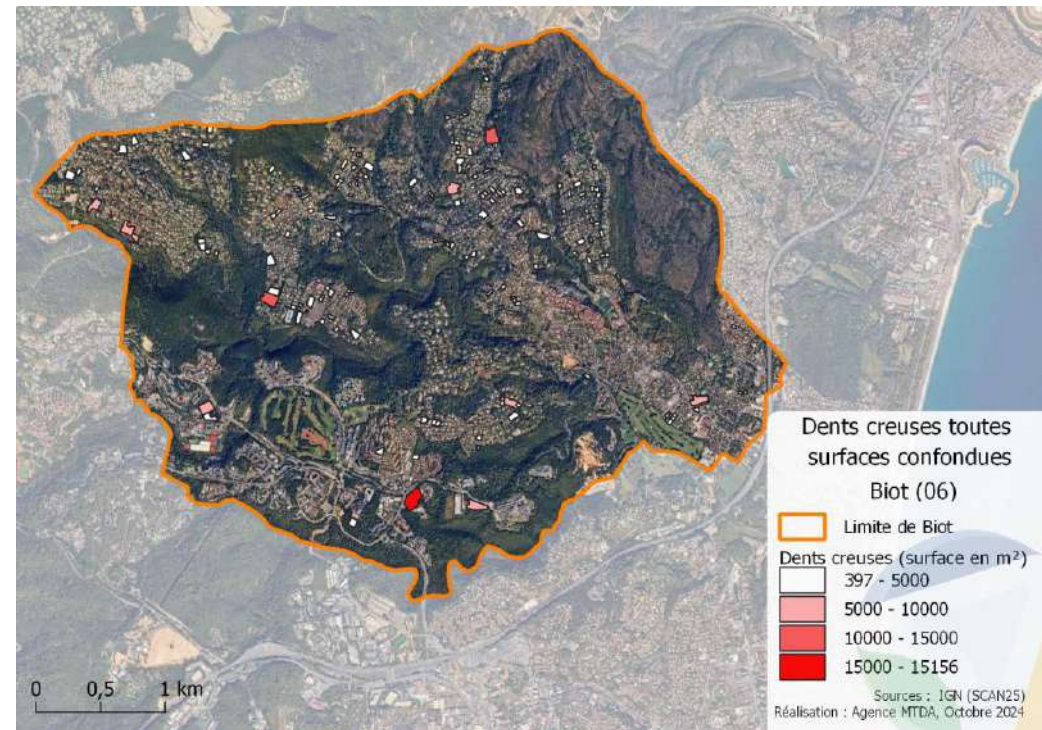 Dents creuses toutes
surfaces confondues
Biot (06)
Limite de Biot
Dents creuses (surface en m²)
397 - 5000
5000 - 10000
10000 - 15000
15000 - 15156
Sources : IGN (SCAN25)
Réalisation : Agence MTDA, Octobre 2024
0 0,5 1 km